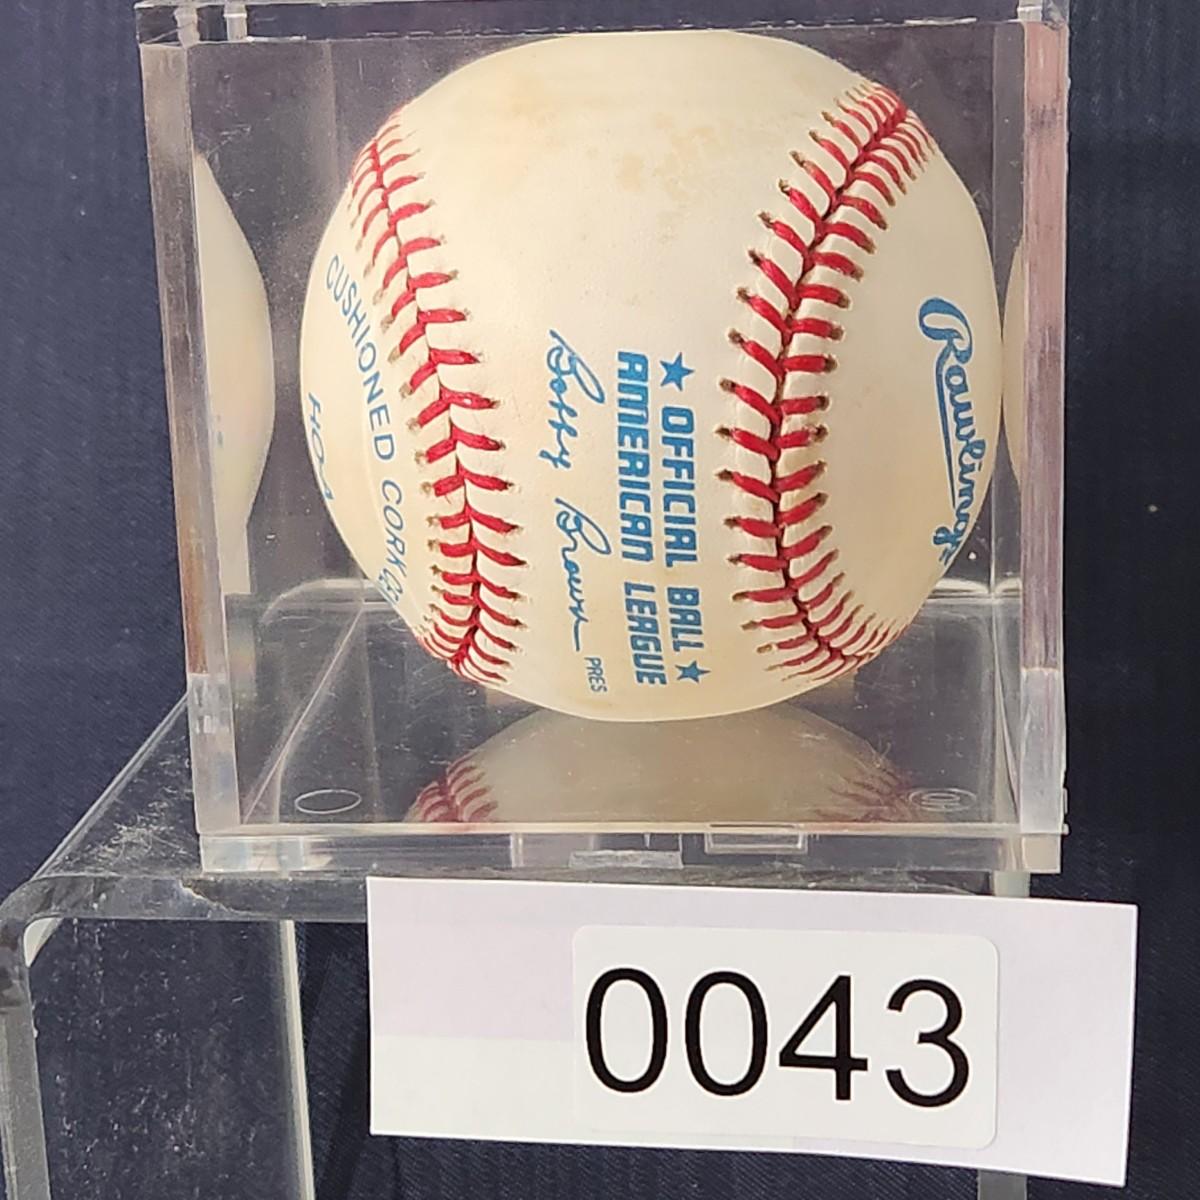 CUSHIONED CORK
Bobby Brown PRES
★ OFFICIAL BALL ★
AMERICAN LEAGUE
Rawlings
0043